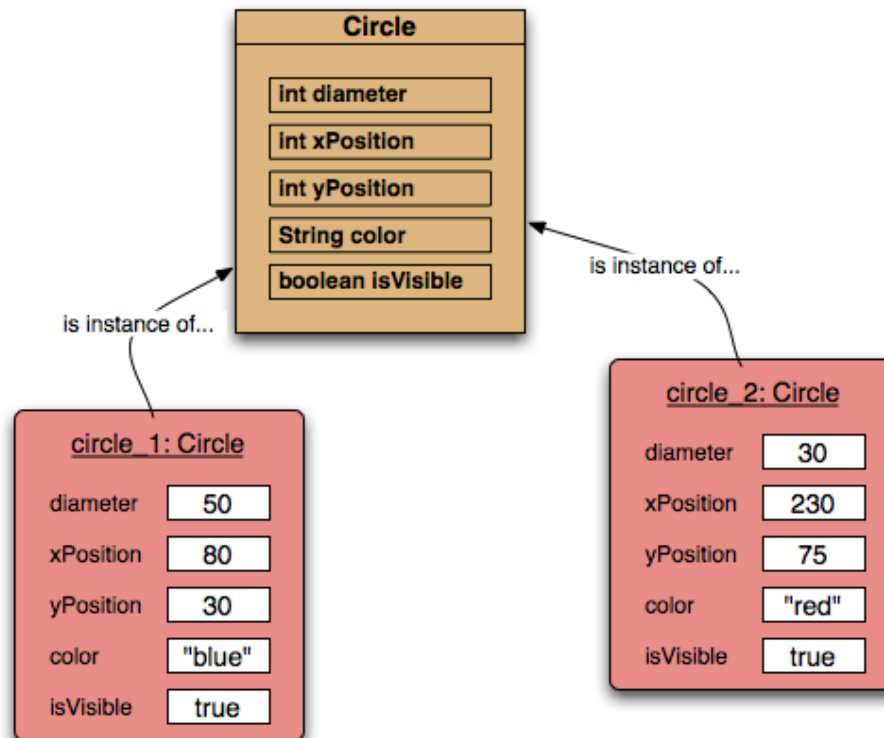 Circle
int diameter
int xPosition
int yPosition
String color
boolean isVisible
is instance of...
is instance of...
circle_1: Circle
diameter 50
xPosition 80
yPosition 30
color "blue"
isVisible true
circle_2: Circle
diameter 30
xPosition 230
yPosition 75
color "red"
isVisible true